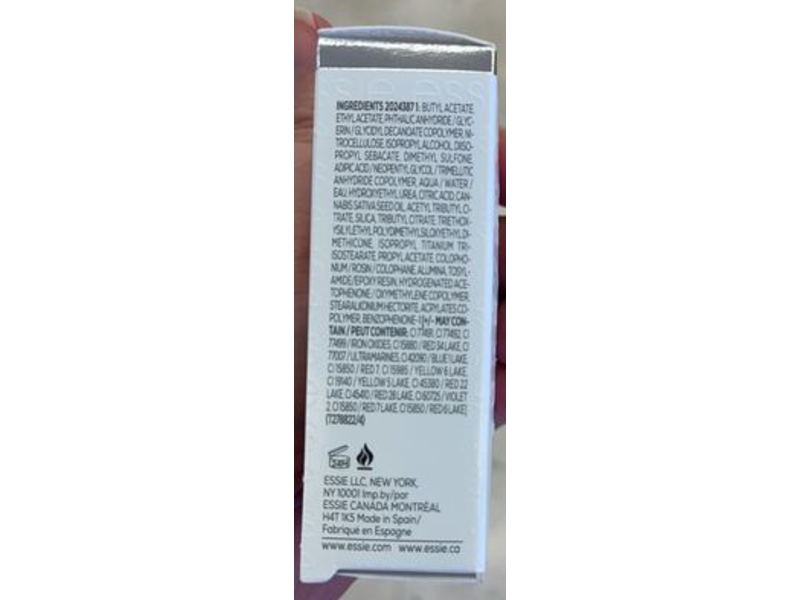 essie ess
INGREDIENTS 2024387 1: BUTYL ACETATE,
ETHYL ACETATE, PHTHALIC ANHYDRIDE / GLYC-
ERIN / GLYCIDYL DECANOATE COPOLYMER, NI-
TROCELLULOSE, ISOPROPYL ALCOHOL, DIISO-
PROPYL SEBACATE, DIMETHYL SULFONE,
ADIPIC ACID / NEOPENTYL GLYCOL / TRIMELLITIC
ANHYDRIDE COPOLYMER, AQUA / WATER /
EAU, HYDROXYETHYL UREA, CITRIC ACID, CAN-
NABIS SATIVA SEED OIL, ACETYL TRIBUTYL CI-
TRATE, SILICA, TRIBUTYL CITRATE, TRIETHOX-
YSILYLETHYL POLYDIMETHYLSILOXYETHYL DI-
METHICONE, ISOPROPYL TITANIUM TRI-
ISOSTEARATE, PROPYL ACETATE, COLOPHO-
NIUM / ROSIN / COLOPHANE, ALUMINA, TOSYL-
AMIDE/EPOXY RESIN, HYDROGENATED ACE-
TOPHENONE / OXYMETHYLENE COPOLYMER,
STEARALKONIUM HECTORITE, ACRYLATES CO-
POLYMER, BENZOPHENONE-1 [+/- MAY CON-
TAIN / PEUT CONTENIR: CI 77491, CI 77492, CI
77499 / IRON OXIDES, CI 15880 / RED 34 LAKE, CI
77007 / ULTRAMARINES, CI 42090 / BLUE 1 LAKE,
CI 15850 / RED 7, CI 15985 / YELLOW 6 LAKE,
CI 19140 / YELLOW 5 LAKE, CI 45380 / RED 22
LAKE, CI 45410 / RED 28 LAKE, CI 60725 / VIOLET
2, CI 15850 / RED 7 LAKE, CI 15850 / RED 6 LAKE]
(T278822/4)
24M
ESSIE LLC, NEW YORK,
NY 10001 Imp.by/par
ESSIE CANADA MONTRÉAL
H4T 1K5 Made in Spain/
Fabriqué en Espagne
www.essie.com www.essie.ca